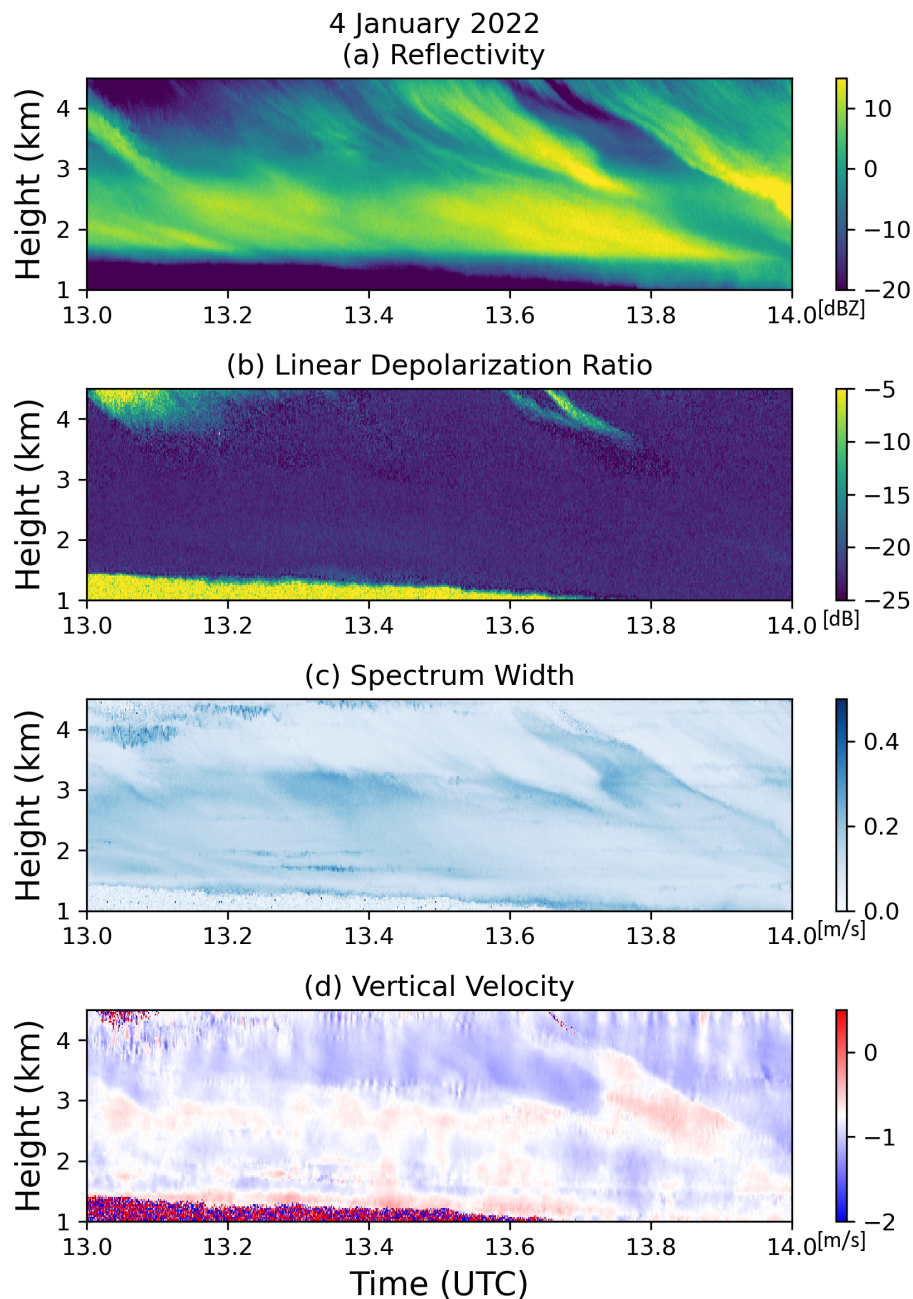 4 January 2022
(a) Reflectivity
Height (km)
4
3
2
1
13.0 13.2 13.4 13.6 13.8 14.0
10
0
−10
−20
[dBZ]
(b) Linear Depolarization Ratio
Height (km)
4
3
2
1
13.0 13.2 13.4 13.6 13.8 14.0
−5
−10
−15
−20
−25
[dB]
(c) Spectrum Width
Height (km)
4
3
2
1
13.0 13.2 13.4 13.6 13.8 14.0
0.4
0.2
0.0
[m/s]
(d) Vertical Velocity
Height (km)
4
3
2
1
13.0 13.2 13.4 13.6 13.8 14.0
0
−1
−2
[m/s]
Time (UTC)